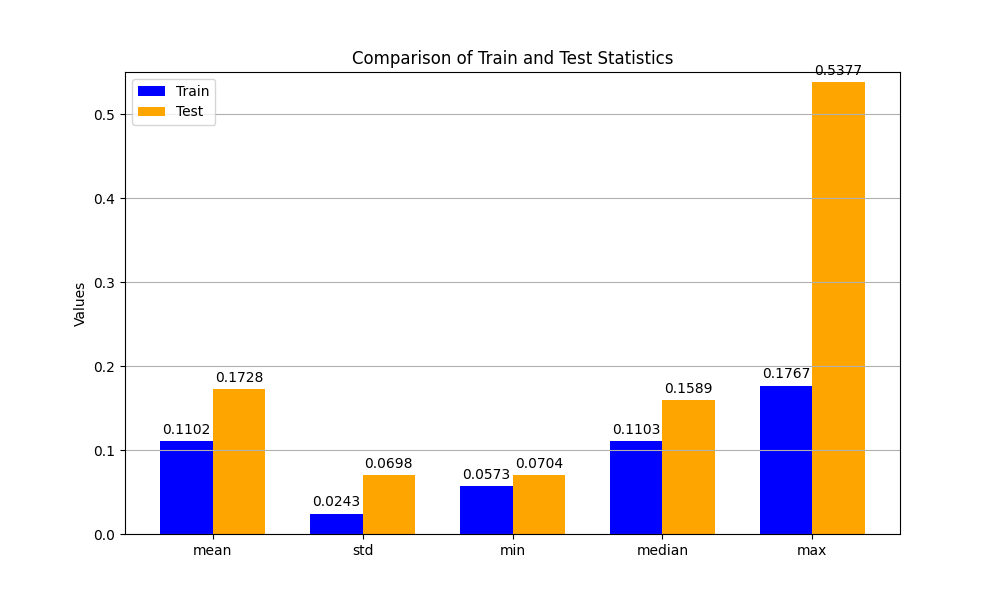 Comparison of Train and Test Statistics
Train
Test
Values
0.5
0.4
0.3
0.2
0.1
0.0
0.1102
0.1728
0.0243
0.0698
0.0573
0.0704
0.1103
0.1589
0.1767
0.5377
mean
std
min
median
max